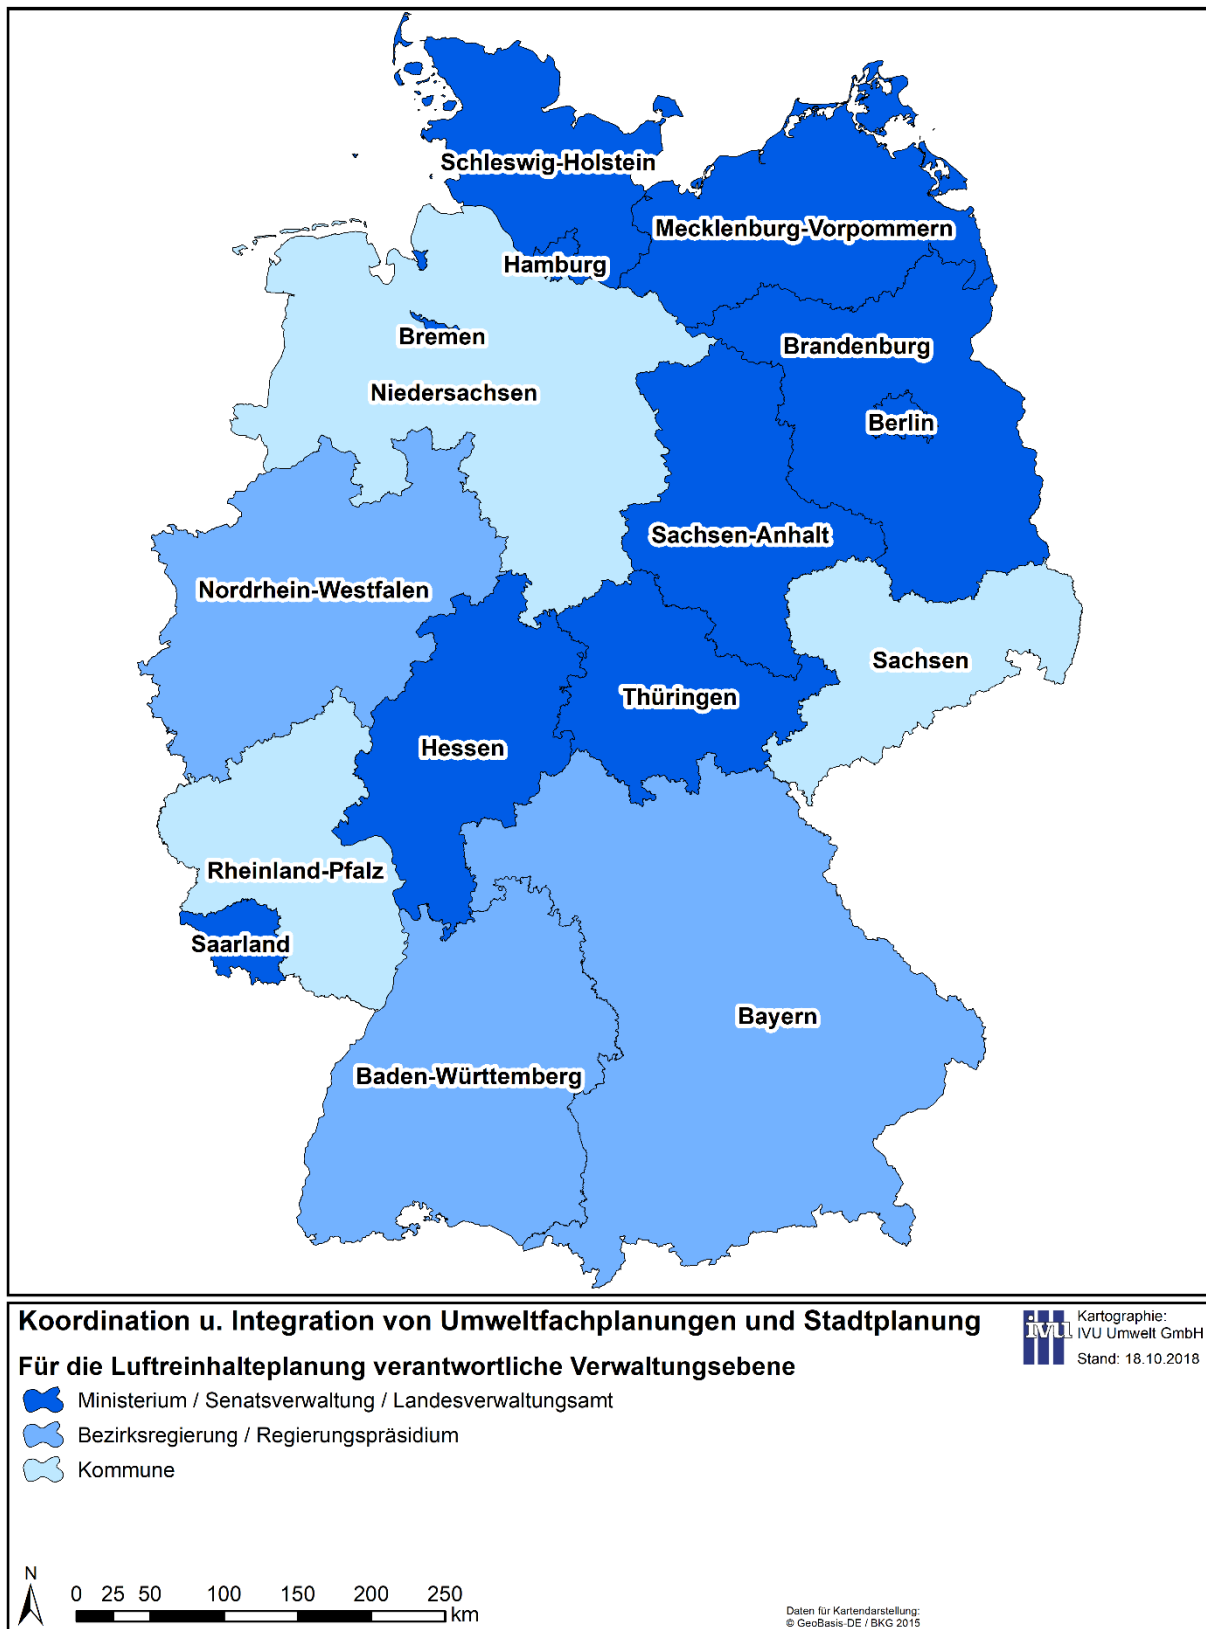 Schleswig-Holstein
Mecklenburg-Vorpommern
Hamburg
Bremen
Brandenburg
Niedersachsen
Berlin
Sachsen-Anhalt
Nordrhein-Westfalen
Sachsen
Thüringen
Hessen
Rheinland-Pfalz
Saarland
Bayern
Baden-Württemberg
Koordination u. Integration von Umweltfachplanungen und Stadtplanung
Für die Luftreinhalteplanung verantwortliche Verwaltungsebene
Ministerium / Senatsverwaltung / Landesverwaltungsamt
Bezirksregierung / Regierungspräsidium
Kommune
ivu
Kartographie:
IVU Umwelt GmbH
Stand: 18.10.2018
N
0 25 50 100 150 200 250
km
Daten für Kartendarstellung:
© GeoBasis-DE / BKG 2015